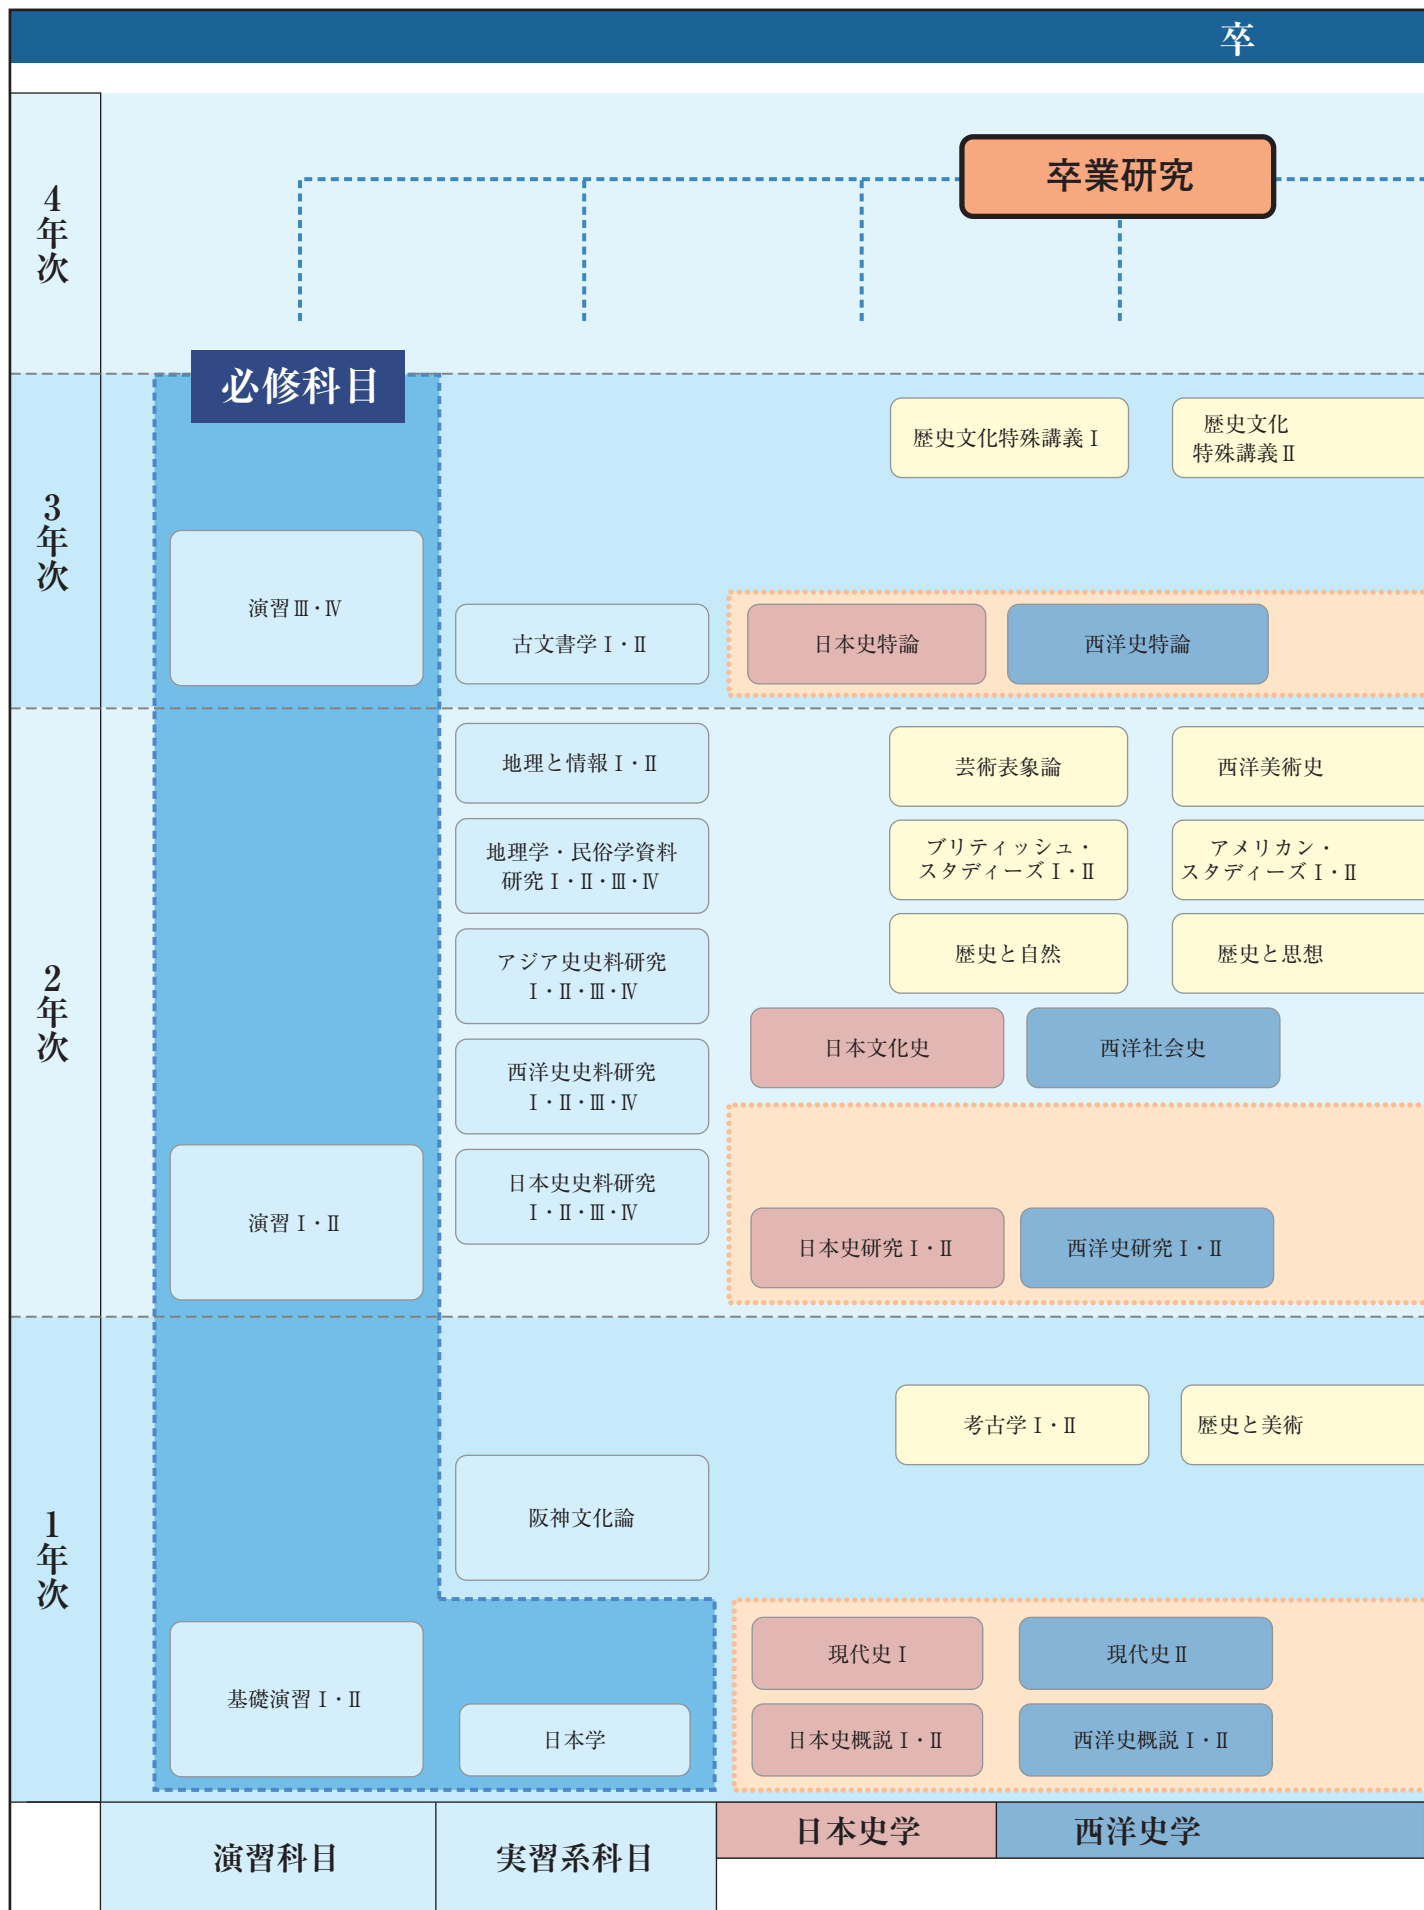 卒
4年次
卒業研究
必修科目
3年次
歴史文化特殊講義Ⅰ
歴史文化
特殊講義Ⅱ
演習Ⅲ・Ⅳ
古文書学Ⅰ・Ⅱ
日本史特論
西洋史特論
2年次
地理と情報Ⅰ・Ⅱ
芸術表象論
西洋美術史
地理学・民俗学資料
研究Ⅰ・Ⅱ・Ⅲ・Ⅳ
ブリティッシュ・
スタディーズⅠ・Ⅱ
アメリカン・
スタディーズⅠ・Ⅱ
アジア史史料研究
Ⅰ・Ⅱ・Ⅲ・Ⅳ
歴史と自然
歴史と思想
西洋史史料研究
Ⅰ・Ⅱ・Ⅲ・Ⅳ
日本文化史
西洋社会史
演習Ⅰ・Ⅱ
日本史史料研究
Ⅰ・Ⅱ・Ⅲ・Ⅳ
日本史研究Ⅰ・Ⅱ
西洋史研究Ⅰ・Ⅱ
1年次
考古学Ⅰ・Ⅱ
歴史と美術
阪神文化論
基礎演習Ⅰ・Ⅱ
日本学
現代史Ⅰ
現代史Ⅱ
日本史概説Ⅰ・Ⅱ
西洋史概説Ⅰ・Ⅱ
演習科目
実習系科目
日本史学
西洋史学